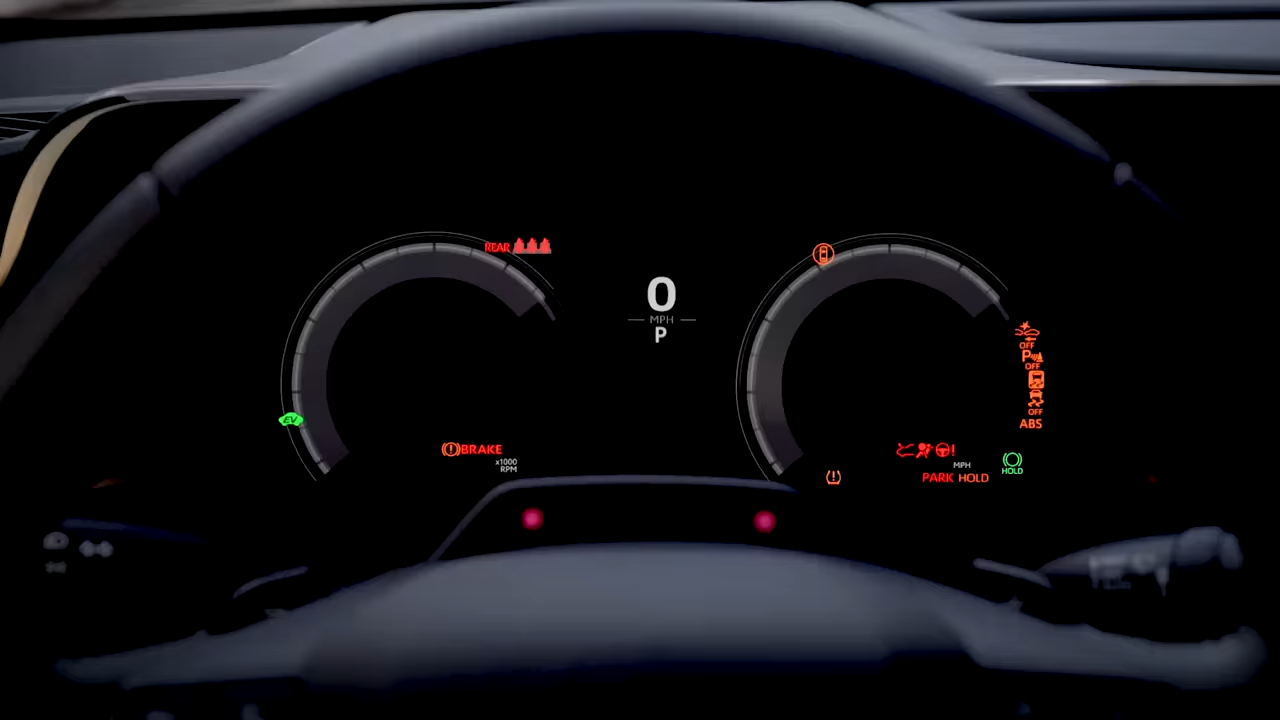 REAR
0
MPH
P
EV
OFF
P
OFF
OFF
ABS
BRAKE
x1000
RPM
MPH
PARK HOLD
HOLD